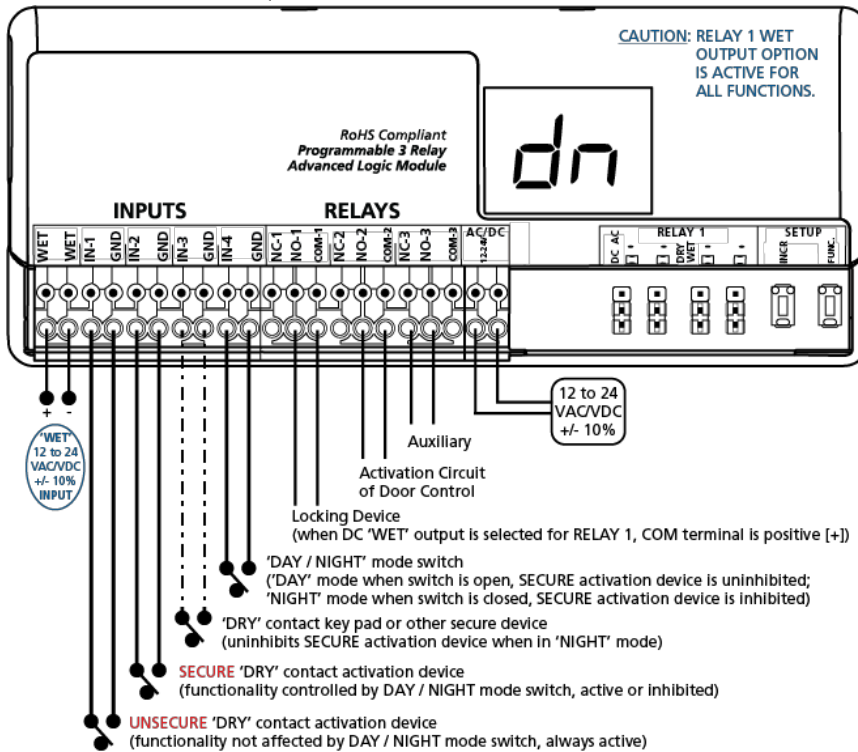 CAUTION: RELAY 1 WET
OUTPUT OPTION
IS ACTIVE FOR
ALL FUNCTIONS.
RoHS Compliant
Programmable 3 Relay
Advanced Logic Module
dn
INPUTS
RELAYS
WET
WET
IN-1
GND
IN-2
GND
IN-3
GND
IN-4
GND
NC-1
NO-1
COM-1
NC-2
NO-2
COM-2
NC-3
NO-3
COM-3
AC/DC
12-24V
DC AC
RELAY 1
DRY
WET
SETUP
INCR
FUNC.
+ -
'WET'
12 to 24
VAC/VDC
+/- 10%
INPUT
12 to 24
VAC/VDC
+/- 10%
Auxiliary
Activation Circuit
of Door Control
Locking Device
(when DC 'WET' output is selected for RELAY 1, COM terminal is positive [+])
'DAY / NIGHT' mode switch
('DAY' mode when switch is open, SECURE activation device is uninhibited;
'NIGHT' mode when switch is closed, SECURE activation device is inhibited)
'DRY' contact key pad or other secure device
(uninhibits SECURE activation device when in 'NIGHT' mode)
SECURE 'DRY' contact activation device
(functionality controlled by DAY / NIGHT mode switch, active or inhibited)
UNSECURE 'DRY' contact activation device
(functionality not affected by DAY / NIGHT mode switch, always active)